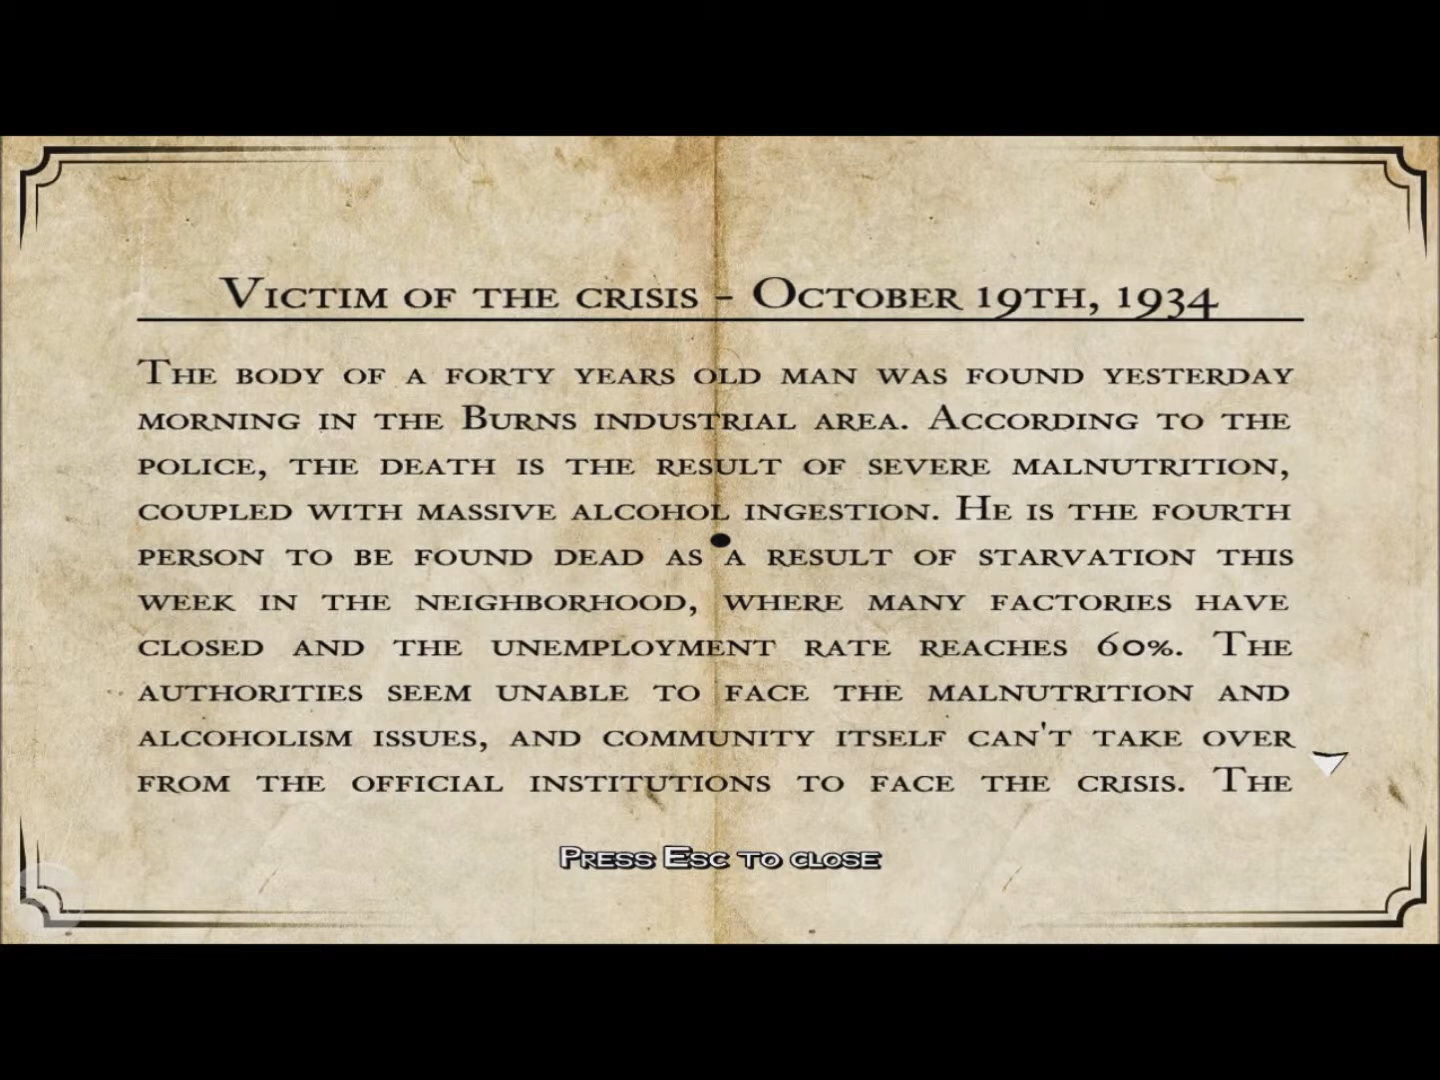 Victim of the crisis - October 19th, 1934
The body of a forty years old man was found yesterday
morning in the Burns industrial area. According to the
police, the death is the result of severe malnutrition,
coupled with massive alcohol ingestion. He is the fourth
person to be found dead as a result of starvation this
week in the neighborhood, where many factories have
closed and the unemployment rate reaches 60%. The
authorities seem unable to face the malnutrition and
alcoholism issues, and community itself can't take over
from the official institutions to face the crisis. The
Press Esc to close